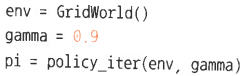 env = GridWorld()
gamma = 0.9
pi = policy_iter(env, gamma)